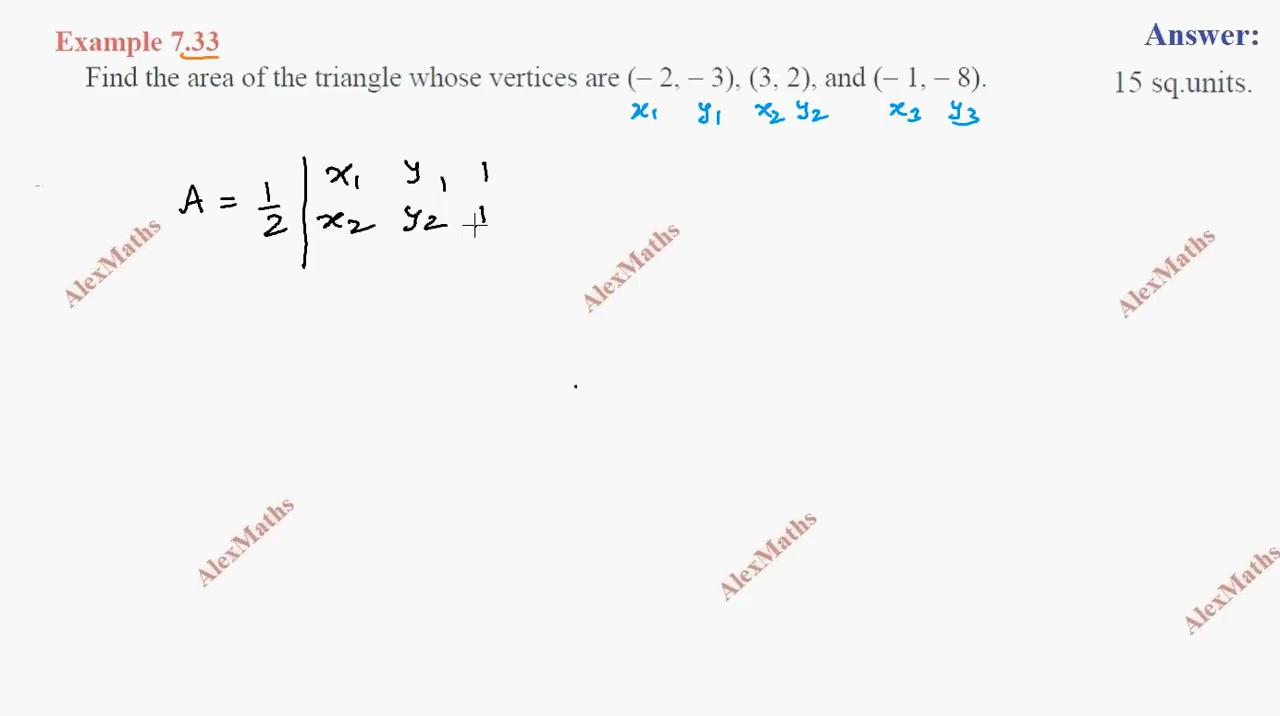 Example 7.33
Answer:
Find the area of the triangle whose vertices are (– 2, – 3), (3, 2), and (– 1, – 8).
15 sq.units.
x₁ y₁ x₂ y₂ x₃ y₃
A = 1/2 | x₁ y₁ 1
x₂ y₂ 1
AlexMaths
AlexMaths
AlexMaths
AlexMaths
AlexMaths
AlexMaths